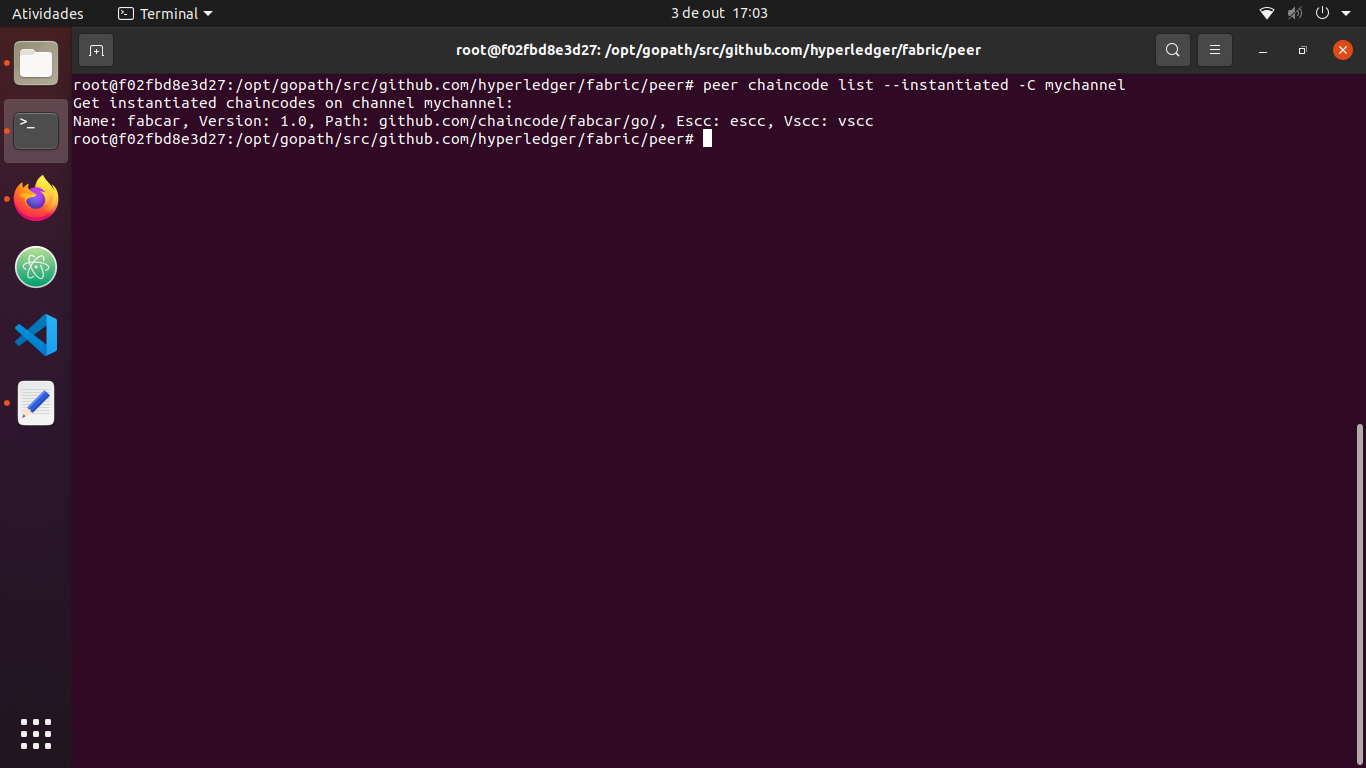 Atividades
Terminal
3 de out 17:03
root@f02fbd8e3d27: /opt/gopath/src/github.com/hyperledger/fabric/peer
root@f02fbd8e3d27:/opt/gopath/src/github.com/hyperledger/fabric/peer# peer chaincode list --instantiated -C mychannel
Get instantiated chaincodes on channel mychannel:
Name: fabcar, Version: 1.0, Path: github.com/chaincode/fabcar/go/, Escc: escc, Vscc: vscc
root@f02fbd8e3d27:/opt/gopath/src/github.com/hyperledger/fabric/peer#